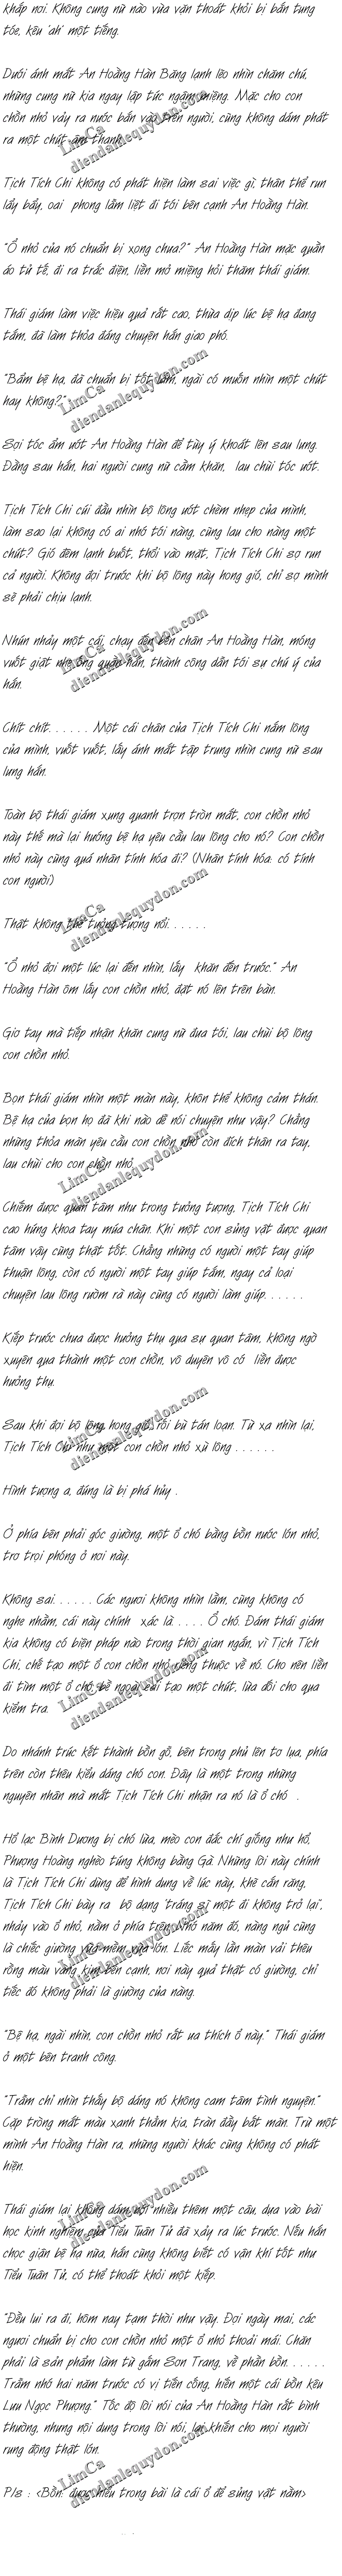 khắp nơi. Không cung nữ nào vừa vặn thoát khỏi bị bắn tung
tóe, kêu 'ah' một tiếng.
Dưới ánh mắt An Hoằng Hàn Băng lạnh lẽo nhìn chăm chú,
những cung nữ kia ngay lập tức ngậm miệng. Mặc cho con
chồn nhỏ vảy ra nước bắn vào trên người, cũng không dám phát
ra một chút âm thanh.
LimCa
diendanlequydon.com
Tịch Tích Chi không có phát hiện làm sai việc gì, thân thể run
lẩy bẩy, oai phong lẫm liệt đi tới bên cạnh An Hoằng Hàn.
"Ổ nhỏ của nó chuẩn bị xong chưa?" An Hoằng Hàn mặc quần
áo tử tế, đi ra trắc điện, liền mở miệng hỏi thăm thái giám.
Thái giám làm việc hiệu quả rất cao, thừa dịp lúc bệ hạ đang
tắm, đã làm thỏa đáng chuyện hắn giao phó.
"Bẩm bệ hạ, đã chuẩn bị tốt lắm, ngài có muốn nhìn một chút
hay không?"
LimCa
diendanlequydon.com
Sợi tóc ẩm ướt An Hoằng Hàn để tùy ý khoát lên sau lưng.
Đằng sau hắn, hai người cung nữ cầm khăn, lau chùi tóc ướt.
Tịch Tích Chi cúi đầu nhìn bộ lông ướt chèm nhẹp của mình,
làm sao lại không có ai nhớ tới nàng, cũng lau cho nàng một
chút? Gió đêm lạnh buốt, thổi vào mặt, Tịch Tích Chi sợ run
cả người. Không đợi trước khi bộ lông này hong gió, chỉ sợ mình
sẽ phải chịu lạnh.
Nhún nhảy một cái, chạy đến bên chân An Hoằng Hàn, móng
vuốt giật nhẹ ống quần hắn, thành công dẫn tới sự chú ý của
hắn.
LimCa
diendanlequydon.com
Chít chít. . . . . . Một cái chân của Tịch Tích Chi nắm lông
của mình, vuốt vuốt, lấy ánh mắt tập trung nhìn cung nữ sau
lưng hắn.
Toàn bộ thái giám xung quanh trợn tròn mắt, con chồn nhỏ
này thế mà lại hướng bệ hạ yêu cầu lau lông cho nó? Con chồn
nhỏ này cũng quá nhân tính hóa đi? (Nhân tính hóa: có tính
con người)
Thật không thể tưởng tượng nổi. . . . . .
LimCa
diendanlequydon.com
"Ổ nhỏ đợi một lúc lại đến nhìn, lấy khăn đến trước." An
Hoằng Hàn ôm lấy con chồn nhỏ, đặt nó lên trên bàn.
Giơ tay mà tiếp nhận khăn cung nữ đưa tới, lau chùi bộ lông
con chồn nhỏ.
Bọn thái giám nhìn một màn này, khôn thể không cảm thán.
Bệ hạ của bọn họ đã khi nào dễ nói chuyện như vậy? Chẳng
những thỏa mãn yêu cầu con chồn nhỏ còn đích thân ra tay,
lau chùi cho con chồn nhỏ.
LimCa
diendanlequydon.com
Chiếm được quan tâm như trong tưởng tượng, Tịch Tích Chi
cao hứng khoa tay múa chân. Khi một con sủng vật được quan
tâm vậy cũng thật tốt. Chẳng những có người một tay giúp
thuận lông, còn có người một tay giúp tắm, ngay cả loại
chuyện lau lông rườm rà này cũng có người làm giúp. . . . . .
Kiếp trước chưa được hưởng thụ qua sự quan tâm, không ngờ
xuyên qua thành một con chồn, vô duyên vô cớ liền được
hưởng thụ.
Sau khi đợi bộ lông hong gió, rối bù tán loạn. Từ xa nhìn lại,
Tịch Tích Chi như một con chồn nhỏ xù lông . . . . . .
LimCa
diendanlequydon.com
Hình tượng a, đúng là bị phá hủy .
Ở phía bên phải góc giường, một ổ chó bằng bồn nước lớn nhỏ,
trơ trọi phóng ở nơi này.
Không sai. . . . . . Các ngươi không nhìn lầm, cũng không có
nghe nhầm, cái này chính xác là. . . . . Ổ chó. Đám thái giám
kia không có biện pháp nào trong thời gian ngắn, vì Tịch Tích
Chi, chế tạo một ổ con chồn nhỏ riêng thuộc về nó. Cho nên liền
đi tìm một ổ chó, bề ngoài cải tạo một chút, lừa dối cho qua
kiểm tra.
LimCa
diendanlequydon.com
Do nhánh trúc kết thành bồn gỗ, bên trong phủ lên tơ lụa, phía
trên còn thêu kiểu dáng chó con. Đây là một trong những
nguyên nhân mà mắt Tịch Tích Chi nhận ra nó là ổ chó .
Hổ lạc Bình Dương bị chó lừa, mèo con đắc chí giống như hổ,
Phượng Hoàng nghèo túng không bằng Gà. Những lời này chính
là Tịch Tích Chi dùng để hình dung về lúc này, khẽ cắn răng,
Tịch Tích Chi bày ra bộ dạng "tráng sĩ một đi không trở lại",
nhảy vào ổ nhỏ, nằm ở phía trên. Nhớ năm đó, nàng ngủ cũng
là chiếc giường vừa mềm vừa lớn. Liếc mấy lần màn vải thêu
rồng màu vàng kim bên cạnh, nơi này quả thật có giường, chỉ
tiếc đó không phải là giường của nàng.
LimCa
diendanlequydon.com
"Bệ hạ, ngài nhìn, con chồn nhỏ rất ưa thích ổ này." Thái giám
ở một bên tranh công.
"Trẫm chỉ nhìn thấy bộ dáng nó không cam tâm tình nguyện."
Cặp tròng mắt màu xanh thẳm kia, tràn đầy bất mãn. Trừ một
mình An Hoằng Hàn ra, những người khác cũng không có phát
hiện.
LimCa
diendanlequydon.com
Thái giám lại không dám nói nhiều thêm một câu, dựa vào bài
học kinh nghiệm của Tiểu Tuân Tử đã xảy ra lúc trước. Nếu hắn
chọc giận bệ hạ nữa, hắn cũng không biết có vận khí tốt như
Tiểu Tuân Tử, có thể thoát khỏi một kiếp.
"Đều lui ra đi, hôm nay tạm thời như vậy. Đợi ngày mai, các
ngươi chuẩn bị cho con chồn nhỏ một ổ nhỏ thoải mái. Chăn
phải là sản phẩm làm từ gấm Sơn Trang, về phần bồn. . . . . .
Trẫm nhớ hai năm trước có vị tiến cống, hiến một cái bồn kêu
Lưu Ngọc Phượng." Tốc độ lời nói của An Hoằng Hàn rất bình
thường, nhưng nội dung trong lời nói, lại khiến cho mọi người
rung động thật lớn.
LimCa
diendanlequydon.com
P/s : <Bồn: được hiểu trong bài là cái ổ để sủng vật nằm>